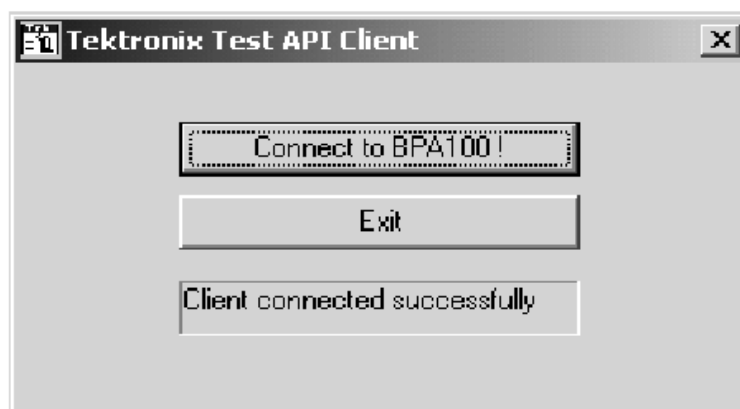 Tektronix Test API Client
Connect to BPA100 !
Exit
Client connected successfully